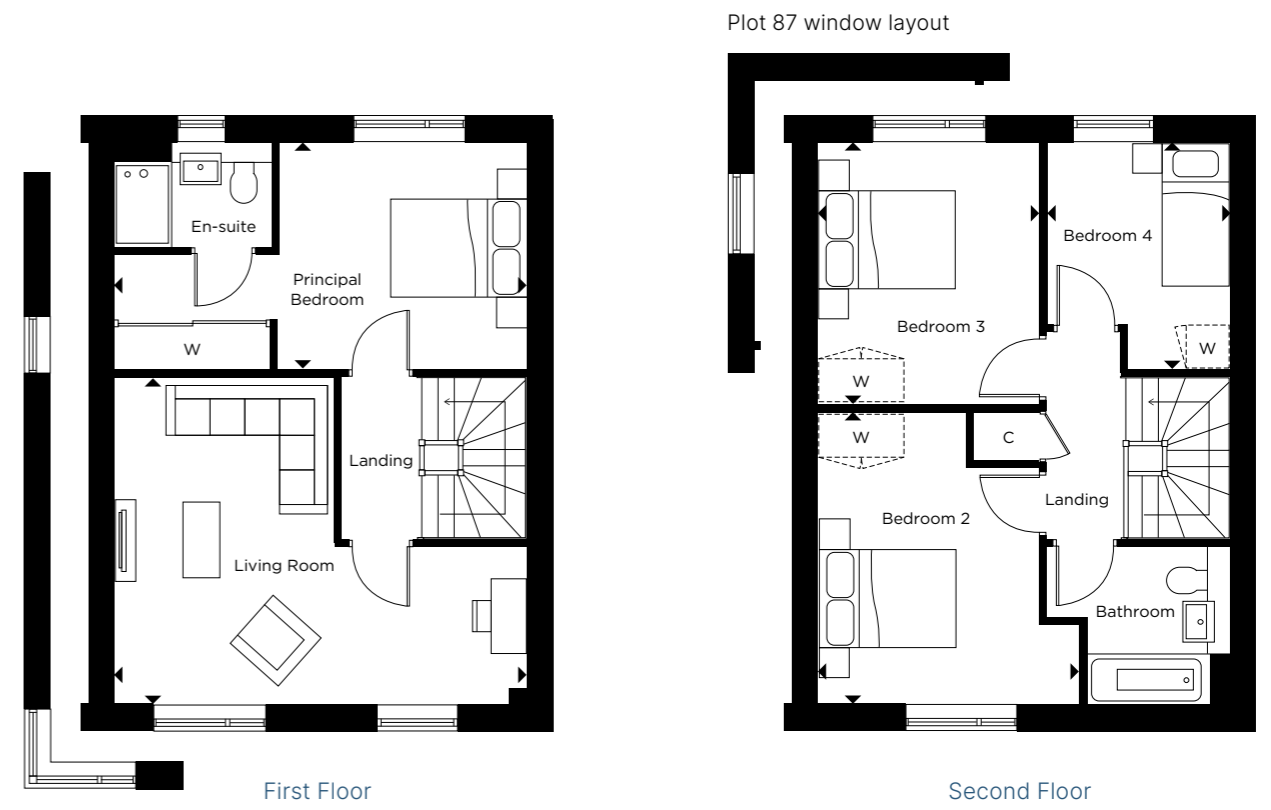 Plot 87 window layout
En-suite
Principal
Bedroom
W
Landing
Living Room
First Floor
Bedroom 4
Bedroom 3
W
W
W
C
Landing
Bedroom 2
Bathroom
Second Floor